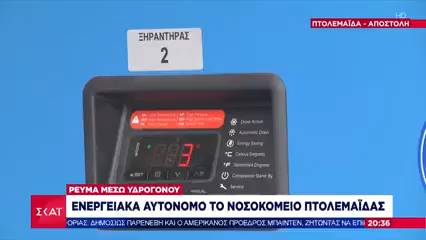 HD
ΠΤΟΛΕΜΑΪΔΑ - ΑΠΟΣΤΟΛΗ
ΞΗΡΑΝΤΗΡΑΣ
2
Dryer Active
Automatic Drain
Energy Saving
Celsius Degrees
Fahrenheit Degrees
Compressor Stand-By
Service
3
ΡΕΥΜΑ ΜΕΣΩ ΥΔΡΟΓΟΝΟΥ
ΣΚΑΪ
ΕΝΕΡΓΕΙΑΚΑ ΑΥΤΟΝΟΜΟ ΤΟ ΝΟΣΟΚΟΜΕΙΟ ΠΤΟΛΕΜΑΪΔΑΣ
ΟΡΙΑΣ: ΔΗΜΟΣΙΩΣ ΠΑΡΕΝΕΒΗ ΚΑΙ Ο ΑΜΕΡΙΚΑΝΟΣ ΠΡΟΕΔΡΟΣ ΜΠΑΙΝΤΕΝ, ΖΗΤΩΝΤΑΣ ΝΑ ΕΠΙ
20:36